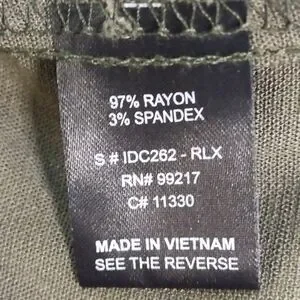 97% RAYON
3% SPANDEX
S # IDC262 - RLX
RN# 99217
C# 11330
MADE IN VIETNAM
SEE THE REVERSE